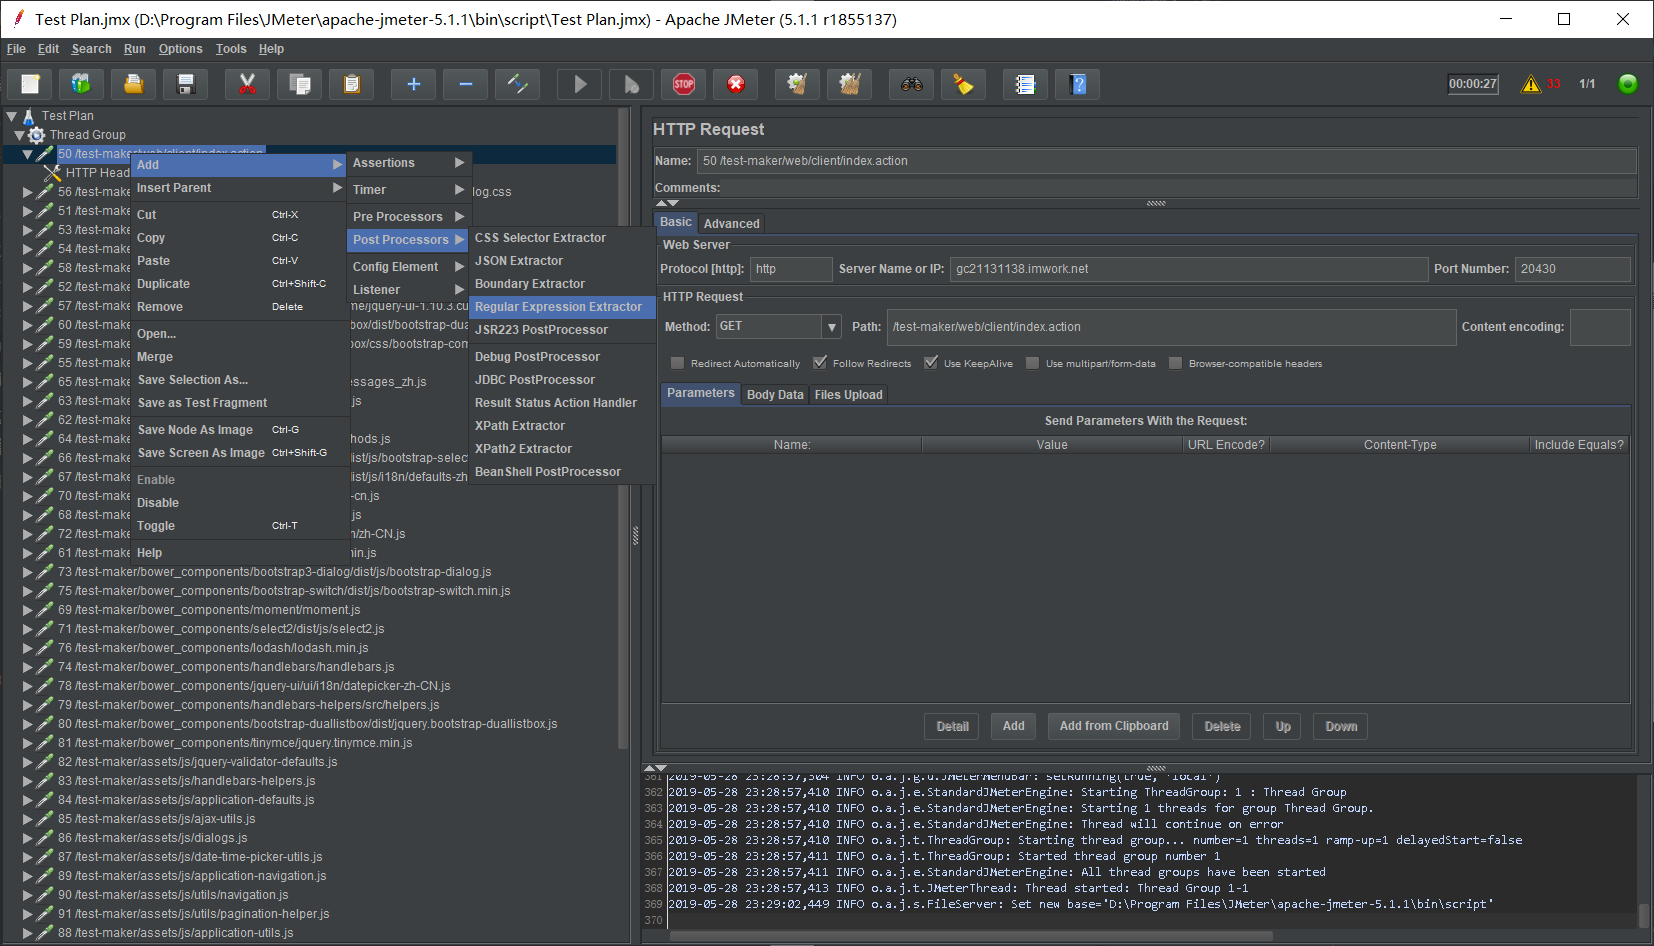 Test Plan.jmx (D:\Program Files\JMeter\apache-jmeter-5.1.1\bin\script\Test Plan.jmx) - Apache JMeter (5.1.1 r1855137)
File Edit Search Run Options Tools Help
STOP
00:00:27
33
1/1
Test Plan
Thread Group
50 /test-maker/web/client/index.action
HTTP Head
56 /test-make
log.css
51 /test-make
53 /test-make
54 /test-make
58 /test-make
52 /test-make
57 /test-make
me/jquery-ui-1.10.3.cu
60 /test-make
box/dist/bootstrap-dua
59 /test-make
box/css/bootstrap-com
55 /test-make
65 /test-make
essages_zh.js
63 /test-make
.js
62 /test-make
64 /test-make
hods.js
66 /test-make
dist/js/bootstrap-selec
67 /test-make
dist/js/i18n/defaults-zh
70 /test-make
-cn.js
68 /test-make
.js
72 /test-make
n/zh-CN.js
61 /test-make
min.js
73 /test-maker/bower_components/bootstrap3-dialog/dist/js/bootstrap-dialog.js
75 /test-maker/bower_components/bootstrap-switch/dist/js/bootstrap-switch.min.js
69 /test-maker/bower_components/moment/moment.js
71 /test-maker/bower_components/select2/dist/js/select2.js
76 /test-maker/bower_components/lodash/lodash.min.js
74 /test-maker/bower_components/handlebars/handlebars.js
78 /test-maker/bower_components/jquery-ui/ui/i18n/datepicker-zh-CN.js
79 /test-maker/bower_components/handlebars-helpers/src/helpers.js
80 /test-maker/bower_components/bootstrap-duallistbox/dist/jquery.bootstrap-duallistbox.js
81 /test-maker/bower_components/tinymce/jquery.tinymce.min.js
82 /test-maker/assets/js/jquery-validator-defaults.js
83 /test-maker/assets/js/handlebars-helpers.js
84 /test-maker/assets/js/application-defaults.js
85 /test-maker/assets/js/ajax-utils.js
86 /test-maker/assets/js/dialogs.js
87 /test-maker/assets/js/date-time-picker-utils.js
89 /test-maker/assets/js/application-navigation.js
90 /test-maker/assets/js/utils/navigation.js
91 /test-maker/assets/js/utils/pagination-helper.js
88 /test-maker/assets/js/application-utils.js
Add
Insert Parent
Cut Ctrl-X
Copy Ctrl-C
Paste Ctrl-V
Duplicate Ctrl+Shift-C
Remove Delete
Open...
Merge
Save Selection As...
Save as Test Fragment
Save Node As Image Ctrl-G
Save Screen As Image Ctrl+Shift-G
Enable
Disable
Toggle Ctrl-T
Help
Assertions
Timer
Pre Processors
Post Processors
Config Element
Listener
CSS Selector Extractor
JSON Extractor
Boundary Extractor
Regular Expression Extractor
JSR223 PostProcessor
Debug PostProcessor
JDBC PostProcessor
Result Status Action Handler
XPath Extractor
XPath2 Extractor
BeanShell PostProcessor
HTTP Request
Name: 50 /test-maker/web/client/index.action
Comments:
Basic Advanced
Web Server
Protocol [http]: http Server Name or IP: gc21131138.imwork.net Port Number: 20430
HTTP Request
Method: GET Path: /test-maker/web/client/index.action Content encoding:
Redirect Automatically Follow Redirects Use KeepAlive Use multipart/form-data Browser-compatible headers
Parameters Body Data Files Upload
Send Parameters With the Request:
Name: Value URL Encode? Content-Type Include Equals?
Detail Add Add from Clipboard Delete Up Down
361 2019-05-28 23:28:57,304 INFO o.a.j.g.u.JMeterMenuBar: setRunning(true, *local*)
362 2019-05-28 23:28:57,410 INFO o.a.j.e.StandardJMeterEngine: Starting ThreadGroup: 1 : Thread Group
363 2019-05-28 23:28:57,410 INFO o.a.j.e.StandardJMeterEngine: Starting 1 threads for group Thread Group.
364 2019-05-28 23:28:57,410 INFO o.a.j.e.StandardJMeterEngine: Thread will continue on error
365 2019-05-28 23:28:57,410 INFO o.a.j.t.ThreadGroup: Starting thread group... number=1 threads=1 ramp-up=1 delayedStart=false
366 2019-05-28 23:28:57,411 INFO o.a.j.t.ThreadGroup: Started thread group number 1
367 2019-05-28 23:28:57,411 INFO o.a.j.e.StandardJMeterEngine: All thread groups have been started
368 2019-05-28 23:28:57,413 INFO o.a.j.t.JMeterThread: Thread started: Thread Group 1-1
369 2019-05-28 23:29:02,449 INFO o.a.j.s.FileServer: Set new base='D:\Program Files\JMeter\apache-jmeter-5.1.1\bin\script'
370